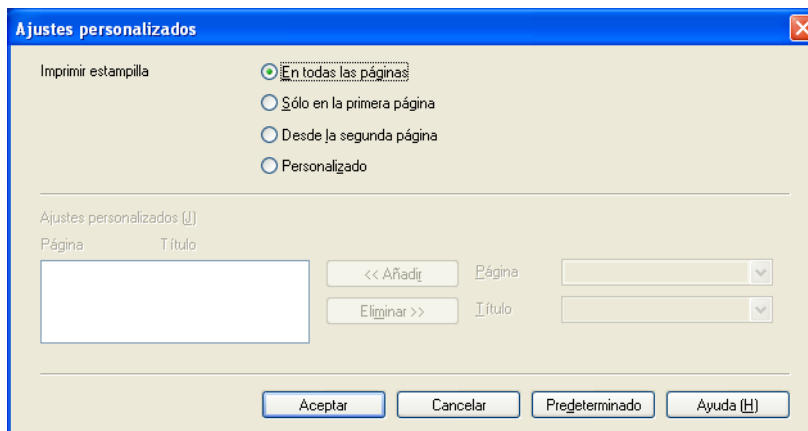 Ajustes personalizados
Imprimir estampilla
En todas las páginas
Sólo en la primera página
Desde la segunda página
Personalizado
Ajustes personalizados (J)
Página Título
<< Añadir Página
Eliminar >> Título
Aceptar Cancelar Predeterminado Ayuda (H)